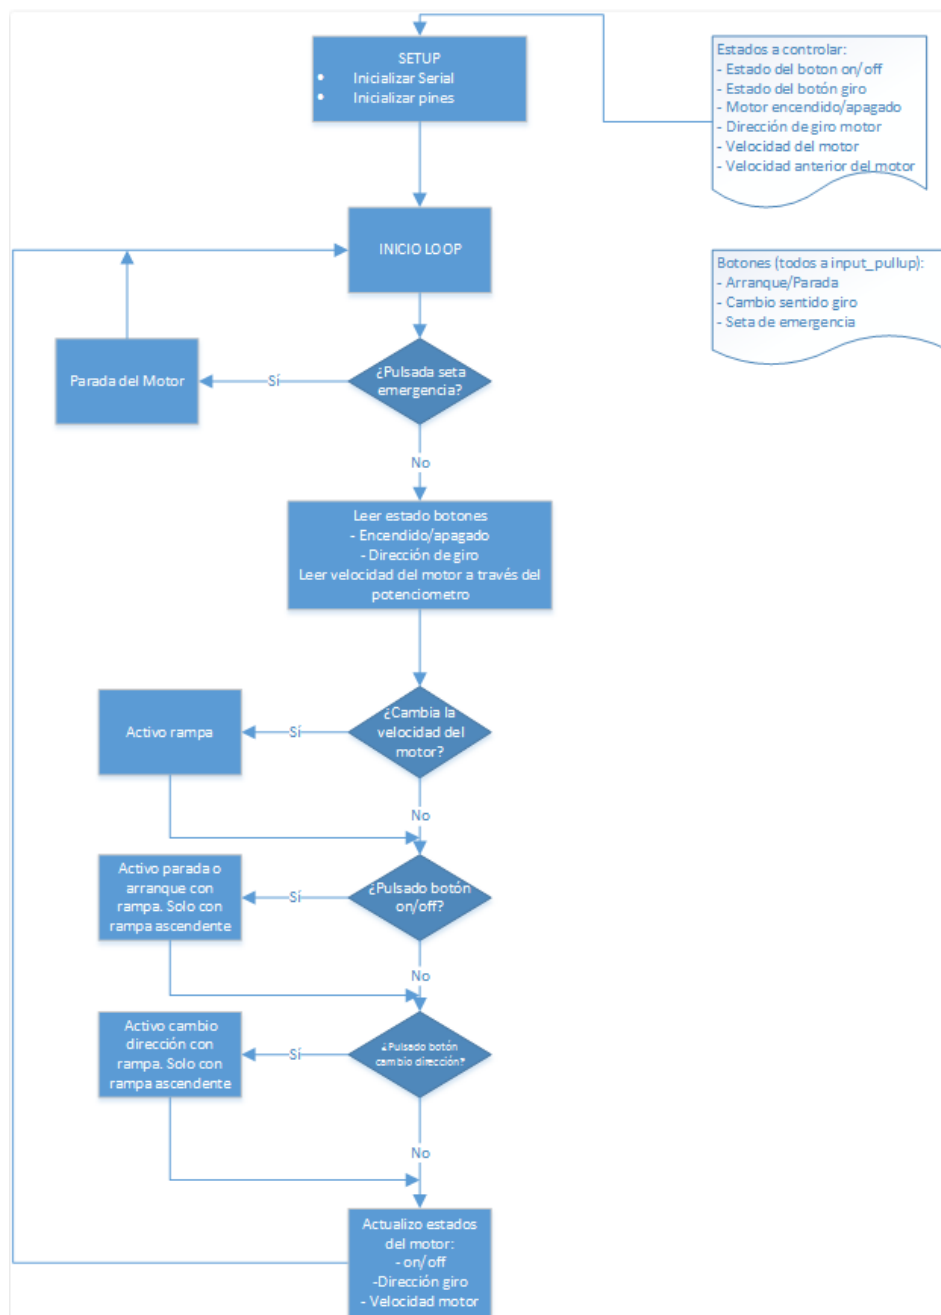 SETUP
• Inicializar Serial
• Inicializar pines
Estados a controlar:
- Estado del boton on/off
- Estado del botón giro
- Motor encendido/apagado
- Dirección de giro motor
- Velocidad del motor
- Velocidad anterior del motor
INICIO LOOP
Botones (todos a input_pullup):
- Arranque/Parada
- Cambio sentido giro
- Seta de emergencia
Parada del Motor
Sí
¿Pulsada seta
emergencia?
No
Leer estado botones
- Encendido/apagado
- Dirección de giro
Leer velocidad del motor a través del
potenciometro
Activo rampa
Sí
¿Cambia la
velocidad del
motor?
No
Activo parada o
arranque con
rampa. Solo con
rampa ascendente
Sí
¿Pulsado botón
on/off?
No
Activo cambio
dirección con
rampa. Solo con
rampa ascendente
Sí
¿Pulsado botón
cambio dirección?
No
Actualizo estados
del motor:
- on/off
-Dirección giro
- Velocidad motor